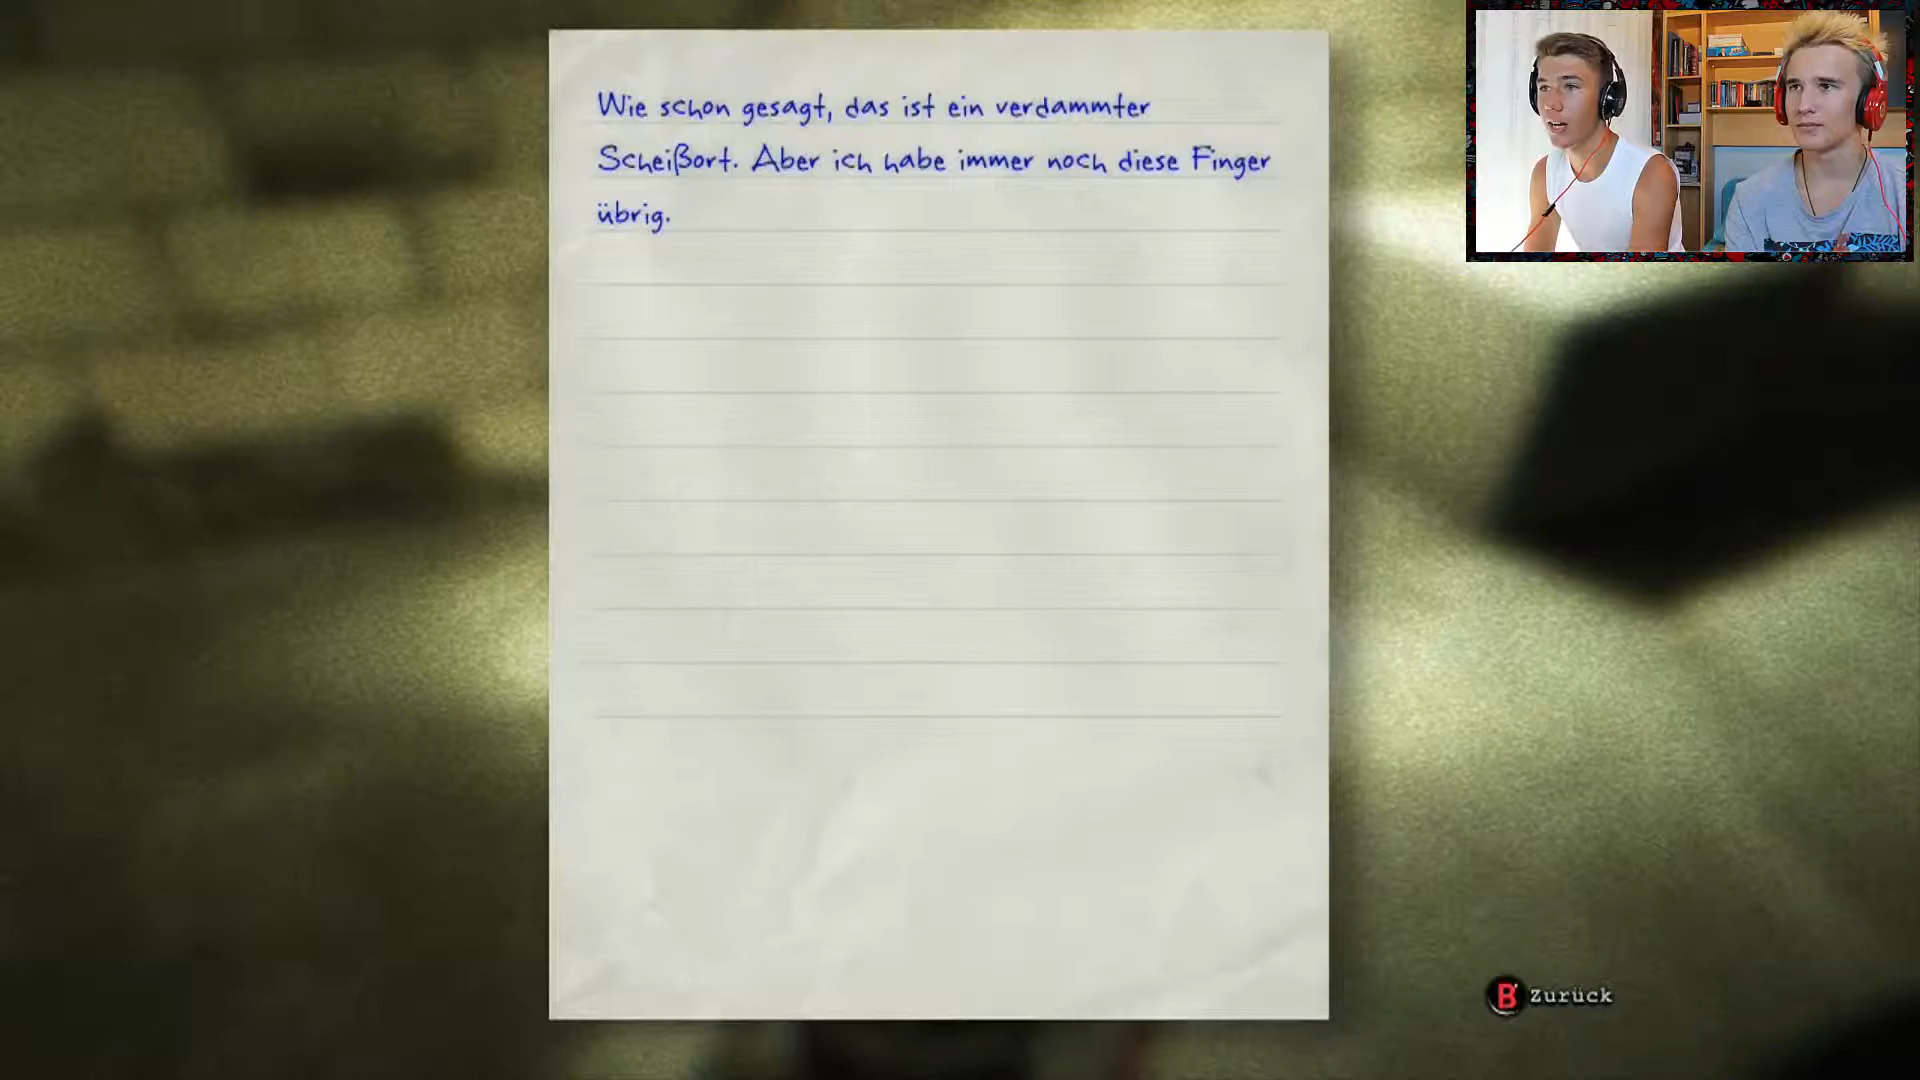 Wie schon gesagt, das ist ein verdammter
Scheißort. Aber ich habe immer noch diese Finger
übrig.
B Zurück